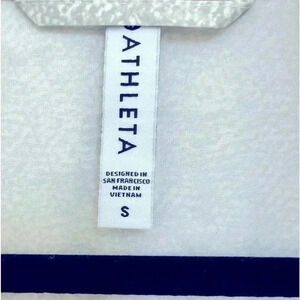 ATHLETA
DESIGNED IN
SAN FRANCISCO
MADE IN
VIETNAM
S